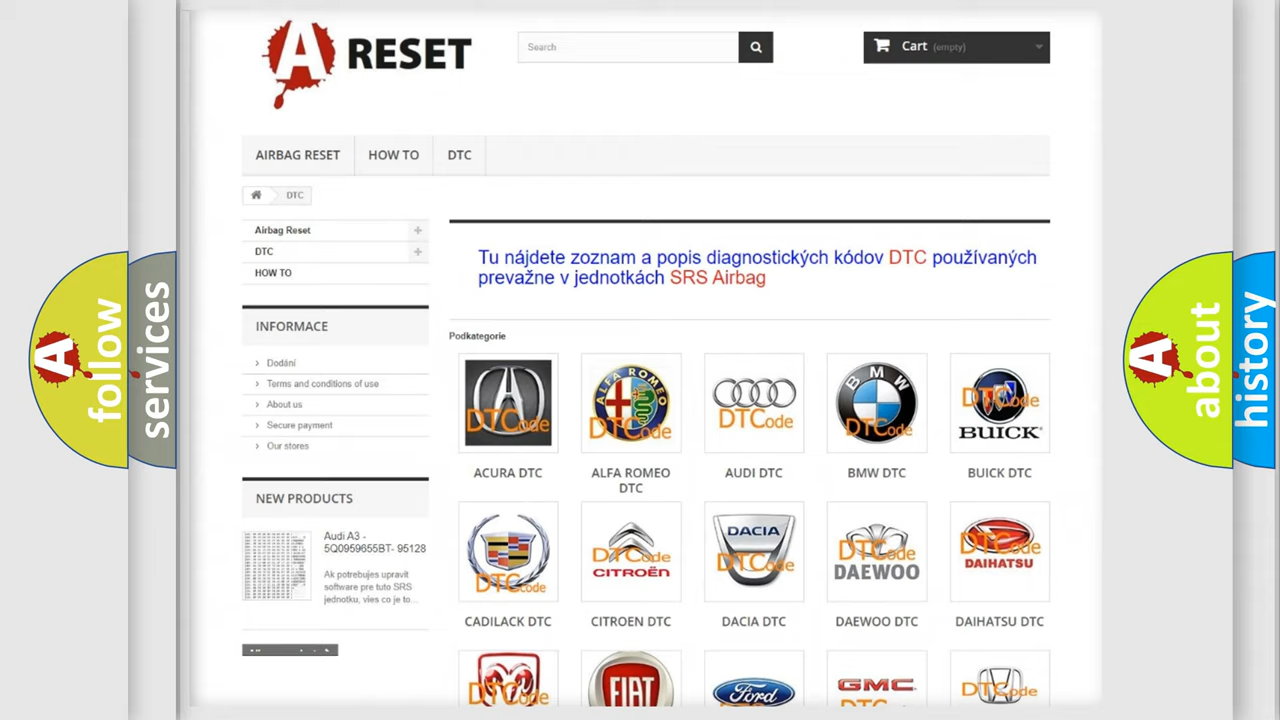 A RESET
Search
Cart (empty)
AIRBAG RESET
HOW TO
DTC
DTC
Airbag Reset
DTC
HOW TO
Tu nájdete zoznam a popis diagnostických kódov DTC používaných
prevažne v jednotkách SRS Airbag
INFORMACE
Dodání
Terms and conditions of use
About us
Secure payment
Our stores
NEW PRODUCTS
Audi A3 -
5Q0959655BT- 95128
Ak potrebujes upravit
software pre tuto SRS
jednotku, vies co je to...
Podkategorie
DTCode
ALFA ROMEO
DTCode
DTCode
BMW
DTCode
DTCode
BUICK
ACURA DTC
ALFA ROMEO
DTC
AUDI DTC
BMW DTC
BUICK DTC
DTCode
DTCode
CITROËN
DACIA
DTCode
DTCode
DAEWOO
DTCode
DAIHATSU
CADILACK DTC
CITROEN DTC
DACIA DTC
DAEWOO DTC
DAIHATSU DTC
DTCode
FIAT
Ford
GMC
DTCode
A follow
services
A about
history